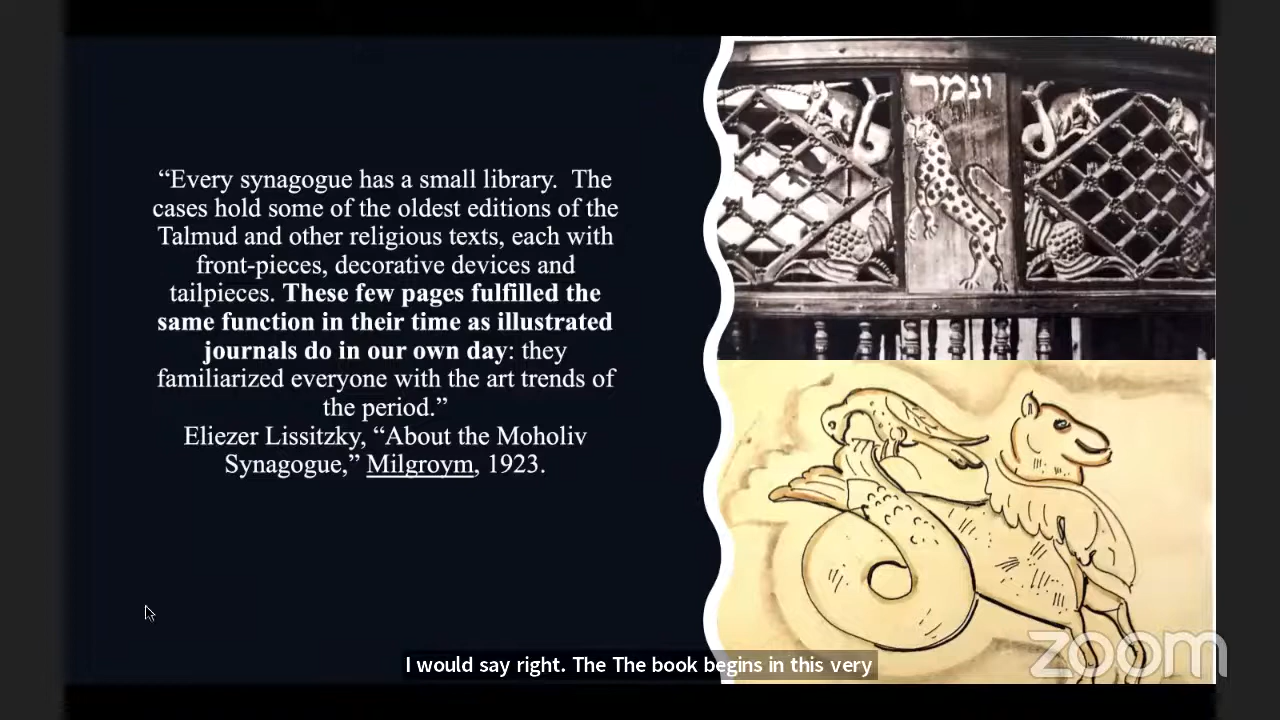 “Every synagogue has a small library.  The
cases hold some of the oldest editions of the
Talmud and other religious texts, each with
front-pieces, decorative devices and
tailpieces. These few pages fulfilled the
same function in their time as illustrated
journals do in our own day: they
familiarized everyone with the art trends of
the period.”
Eliezer Lissitzky, “About the Moholiv
Synagogue,” Milgroym, 1923.
ונמר
I would say right. The The book begins in this very
zoom